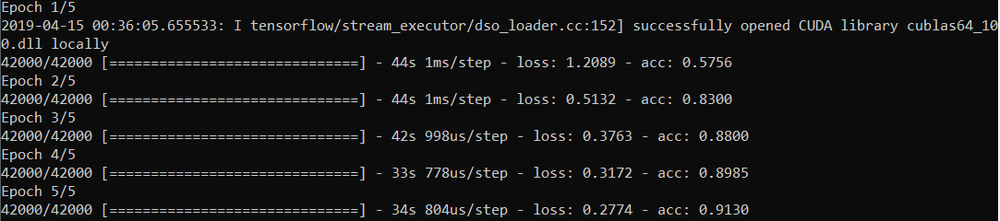 Epoch 1/5
2019-04-15 00:36:05.655533: I tensorflow/stream_executor/dso_loader.cc:152] successfully opened CUDA library cublas64_10
0.dll locally
42000/42000 [==============================] - 44s 1ms/step - loss: 1.2089 - acc: 0.5756
Epoch 2/5
42000/42000 [==============================] - 44s 1ms/step - loss: 0.5132 - acc: 0.8300
Epoch 3/5
42000/42000 [==============================] - 42s 998us/step - loss: 0.3763 - acc: 0.8800
Epoch 4/5
42000/42000 [==============================] - 33s 778us/step - loss: 0.3172 - acc: 0.8985
Epoch 5/5
42000/42000 [==============================] - 34s 804us/step - loss: 0.2774 - acc: 0.9130